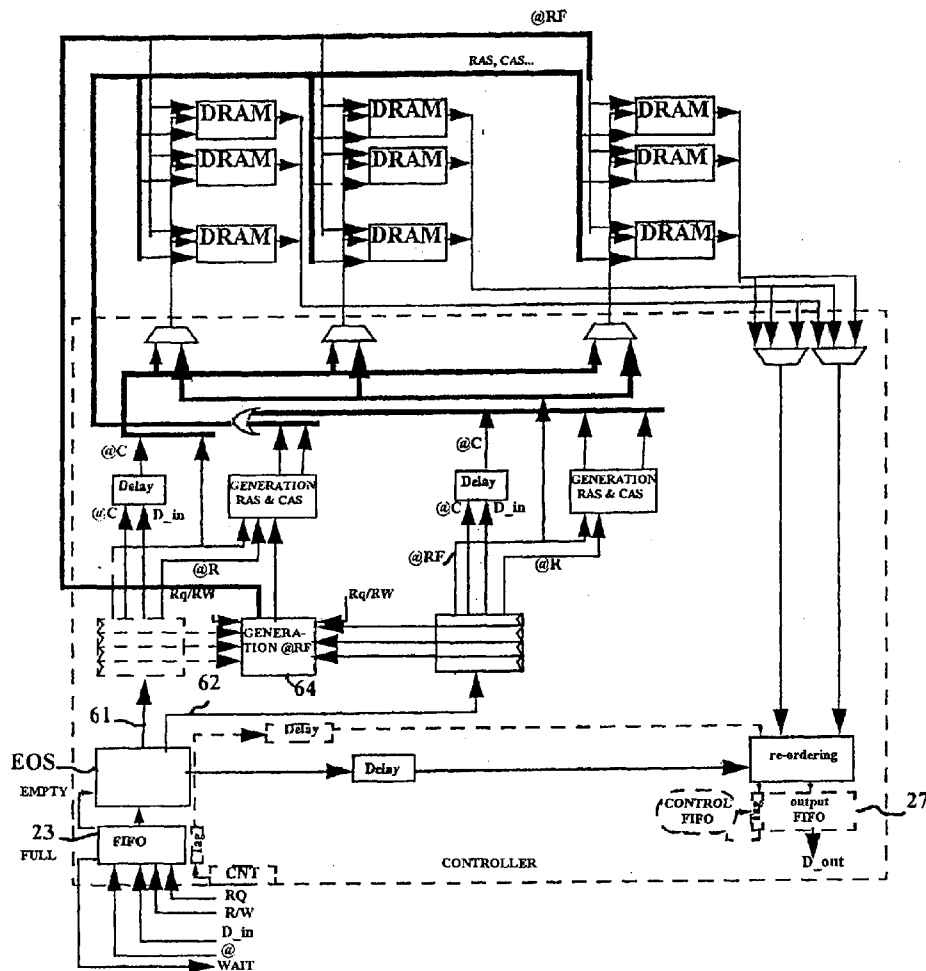 @RF
RAS, CAS...
DRAM DRAM DRAM
DRAM DRAM DRAM
DRAM DRAM DRAM
@C
Delay
GENERATION
RAS & CAS
@C
D_in
@R
@C
Delay
GENERATION
RAS & CAS
@C
D_in
@RF
@R
Rq/RW
Rq/RW
GENERA-
TION @RF
61
62
64
Delay
EOS
Delay
re-ordering
EMPTY
CONTROL
FIFO
Tag
output
FIFO
27
23
FIFO
Tag
FULL
CONTROLLER
D_out
CNT
RQ
R/W
D_in
@
WAIT